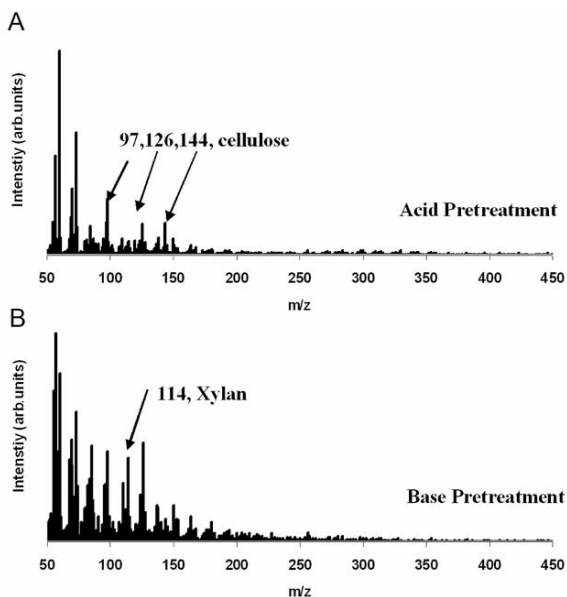 A
Intenstiy (arb.units)
97,126,144, cellulose
Acid Pretreatment
50 100 150 200 250 300 350 400 450
m/z
B
Intenstiy (arb.units)
114, Xylan
Base Pretreatment
50 100 150 200 250 300 350 400 450
m/z